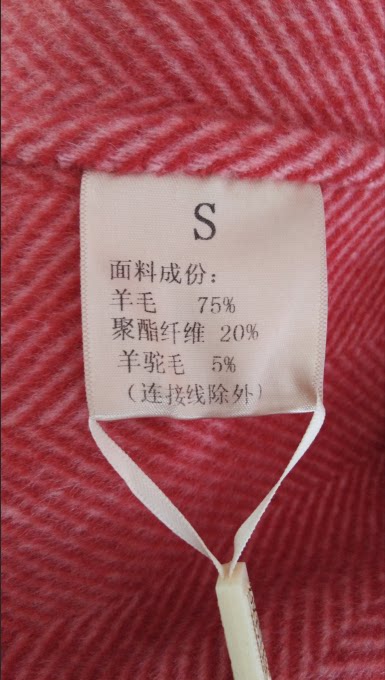 S
面料成份：
羊毛 75%
聚酯纤维 20%
羊驼毛 5%
（连接线除外）